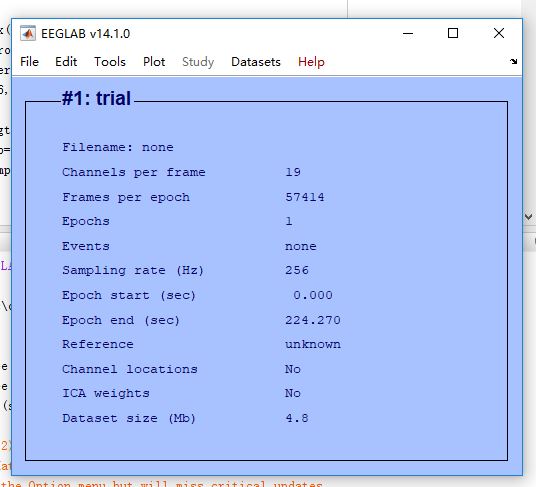 EEGLAB v14.1.0
File Edit Tools Plot Study Datasets Help
#1: trial
Filename: none
Channels per frame 19
Frames per epoch 57414
Epochs 1
Events none
Sampling rate (Hz) 256
Epoch start (sec) 0.000
Epoch end (sec) 224.270
Reference unknown
Channel locations No
ICA weights No
Dataset size (Mb) 4.8
the Option menu but will miss critical updates